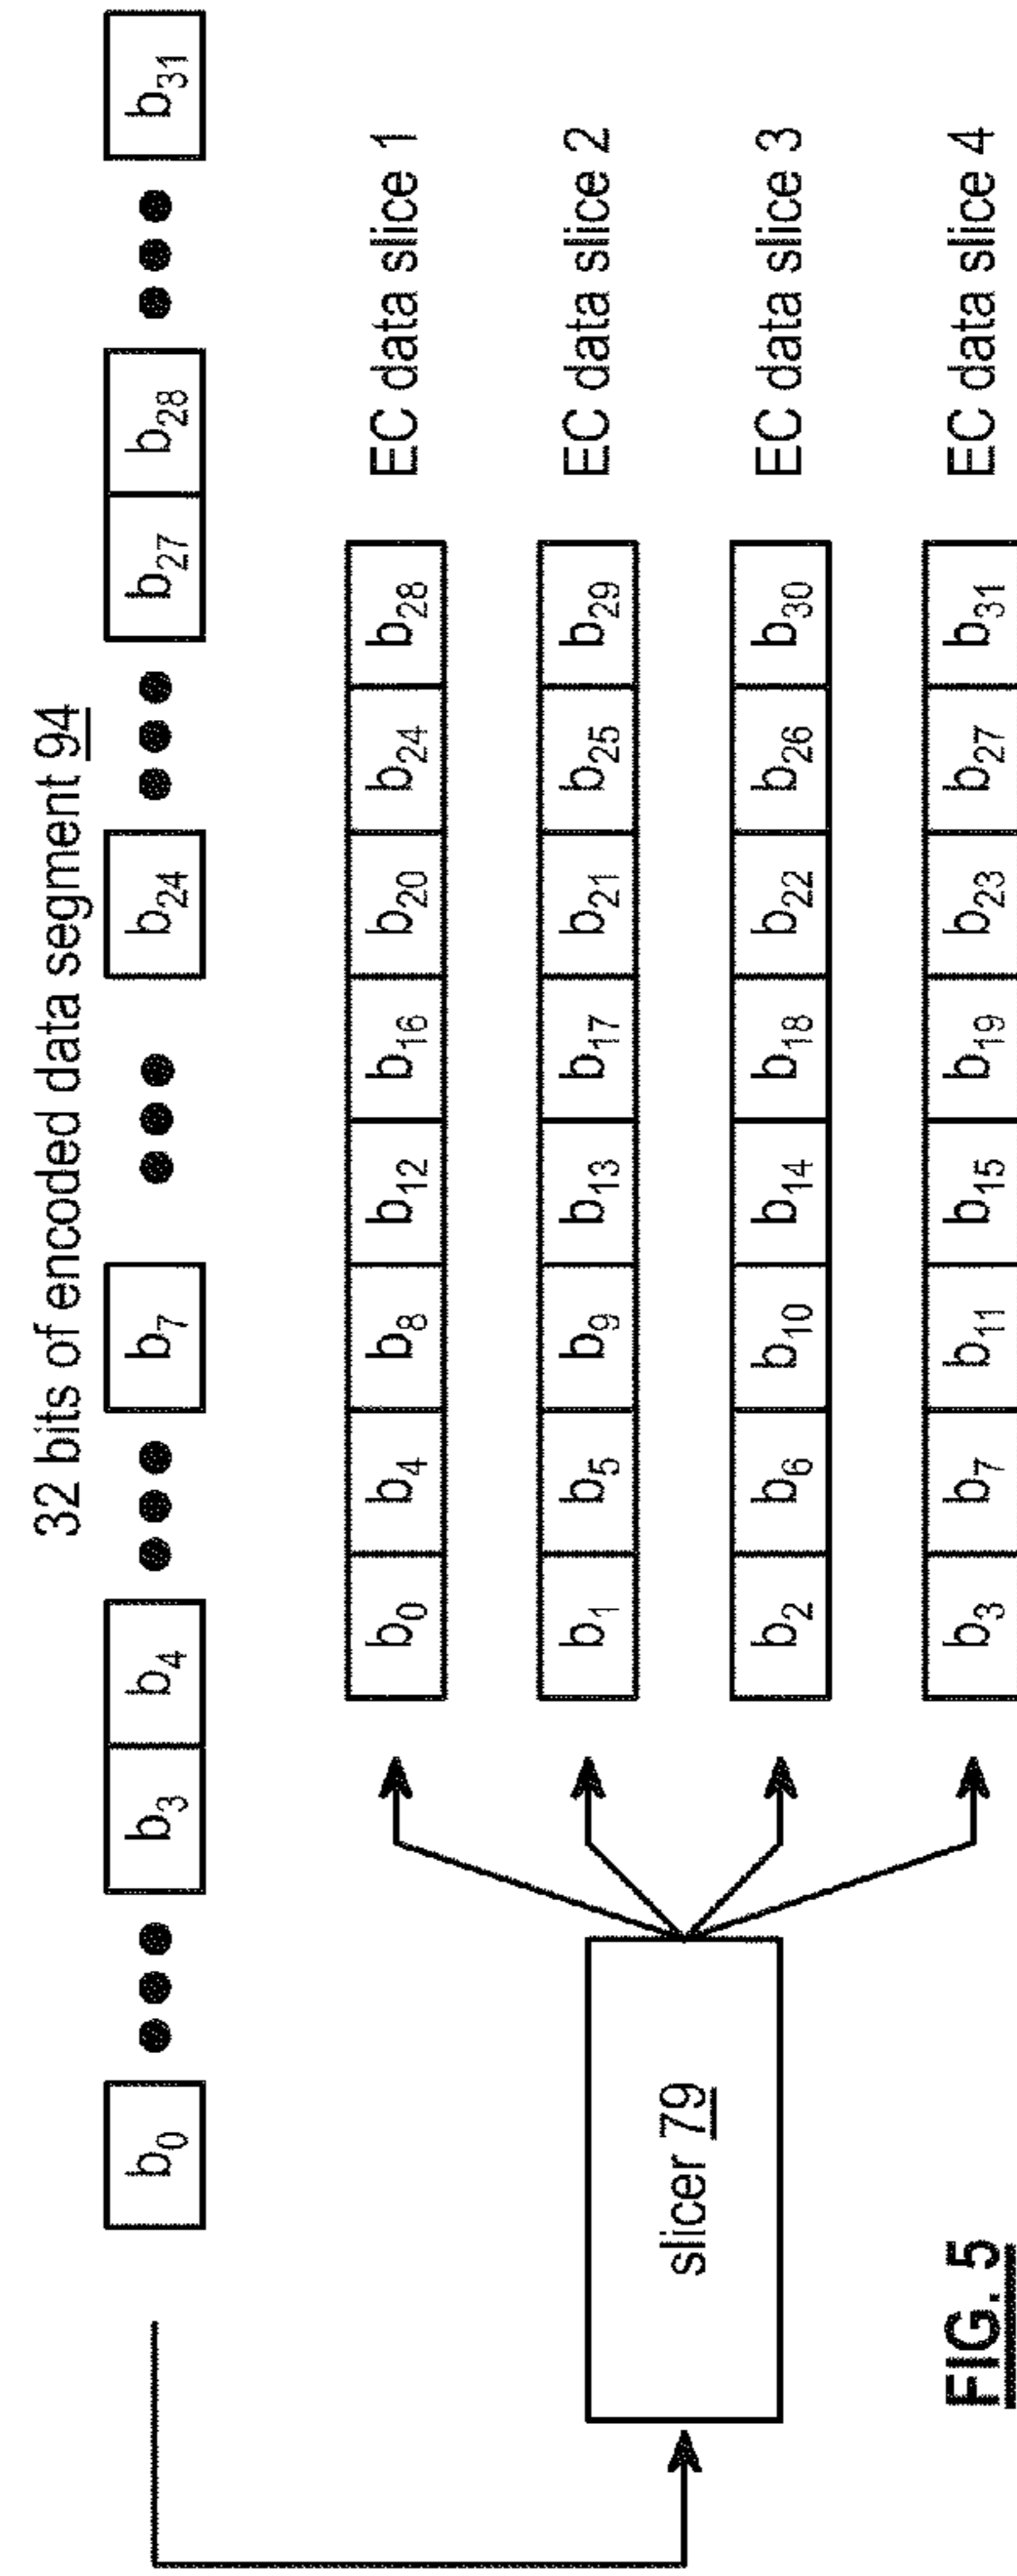 32 bits of encoded data segment 94
b0 ••• b3 b4 ••• b7 ••• b24 ••• b27 b28 ••• b31
slicer 79
b0 b4 b8 b12 b16 b20 b24 b28 EC data slice 1
b1 b5 b9 b13 b17 b21 b25 b29 EC data slice 2
b2 b6 b10 b14 b18 b22 b26 b30 EC data slice 3
b3 b7 b11 b15 b19 b23 b27 b31 EC data slice 4
FIG. 5